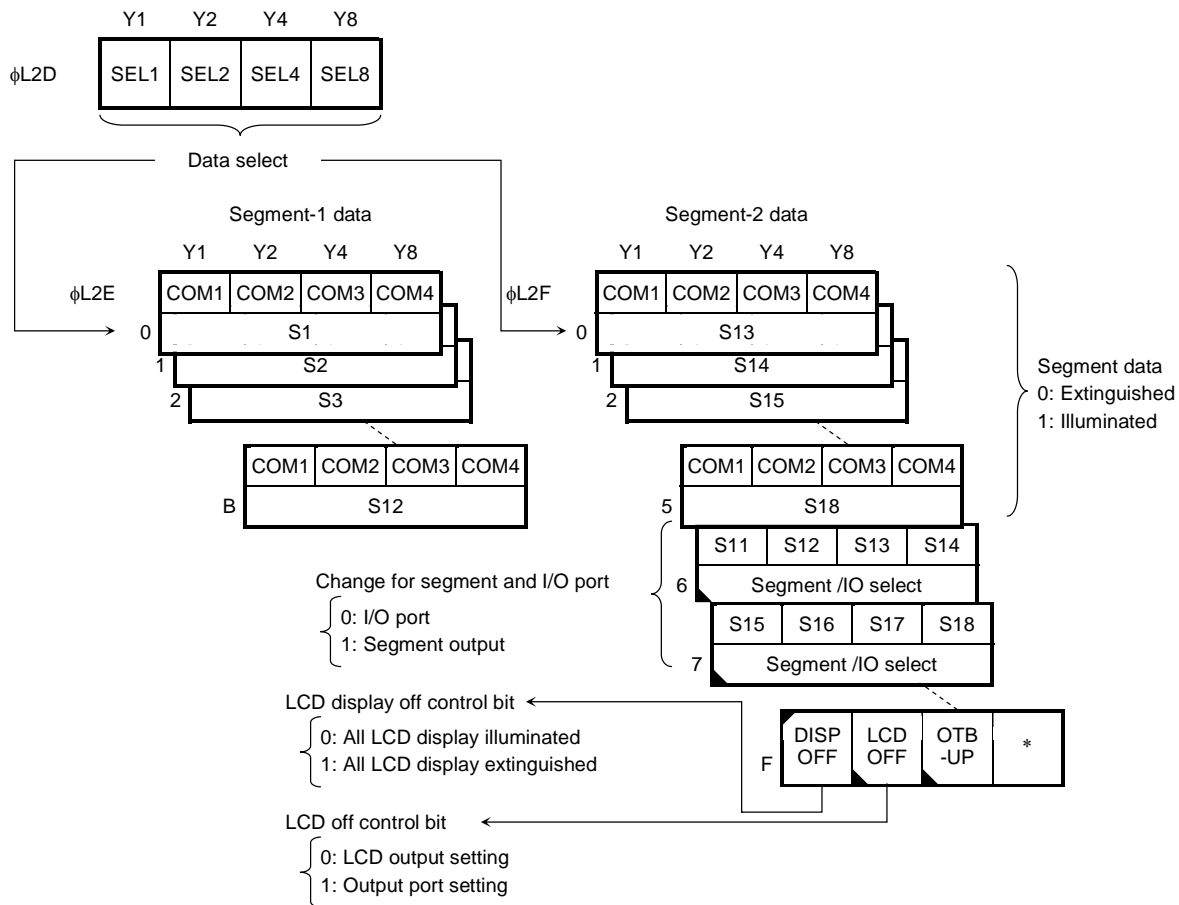 Y1 Y2 Y4 Y8
φL2D SEL1 SEL2 SEL4 SEL8
Data select
Segment-1 data Segment-2 data
Y1 Y2 Y4 Y8 Y1 Y2 Y4 Y8
φL2E COM1 COM2 COM3 COM4 φL2F COM1 COM2 COM3 COM4
0 S1 0 S13
1 S2 1 S14
2 S3 2 S15
Segment data
0: Extinguished
1: Illuminated
COM1 COM2 COM3 COM4 COM1 COM2 COM3 COM4
B S12 5 S18
S11 S12 S13 S14
6 Segment /IO select
S15 S16 S17 S18
7 Segment /IO select
Change for segment and I/O port
0: I/O port
1: Segment output
LCD display off control bit
0: All LCD display illuminated
1: All LCD display extinguished
F DISP OFF LCD OFF OTB -UP *
LCD off control bit
0: LCD output setting
1: Output port setting